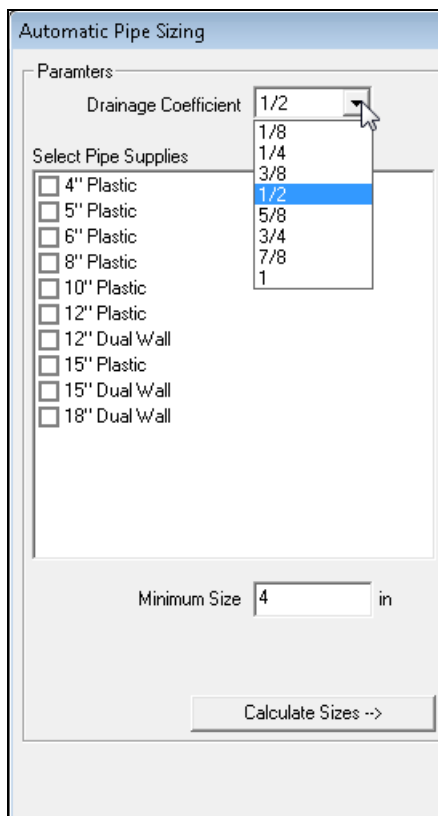 Automatic Pipe Sizing
Paramters
Drainage Coefficient 1/2
1/8
1/4
3/8
1/2
5/8
3/4
7/8
1
Select Pipe Supplies
4" Plastic
5" Plastic
6" Plastic
8" Plastic
10" Plastic
12" Plastic
12" Dual Wall
15" Plastic
15" Dual Wall
18" Dual Wall
Minimum Size 4 in
Calculate Sizes -->